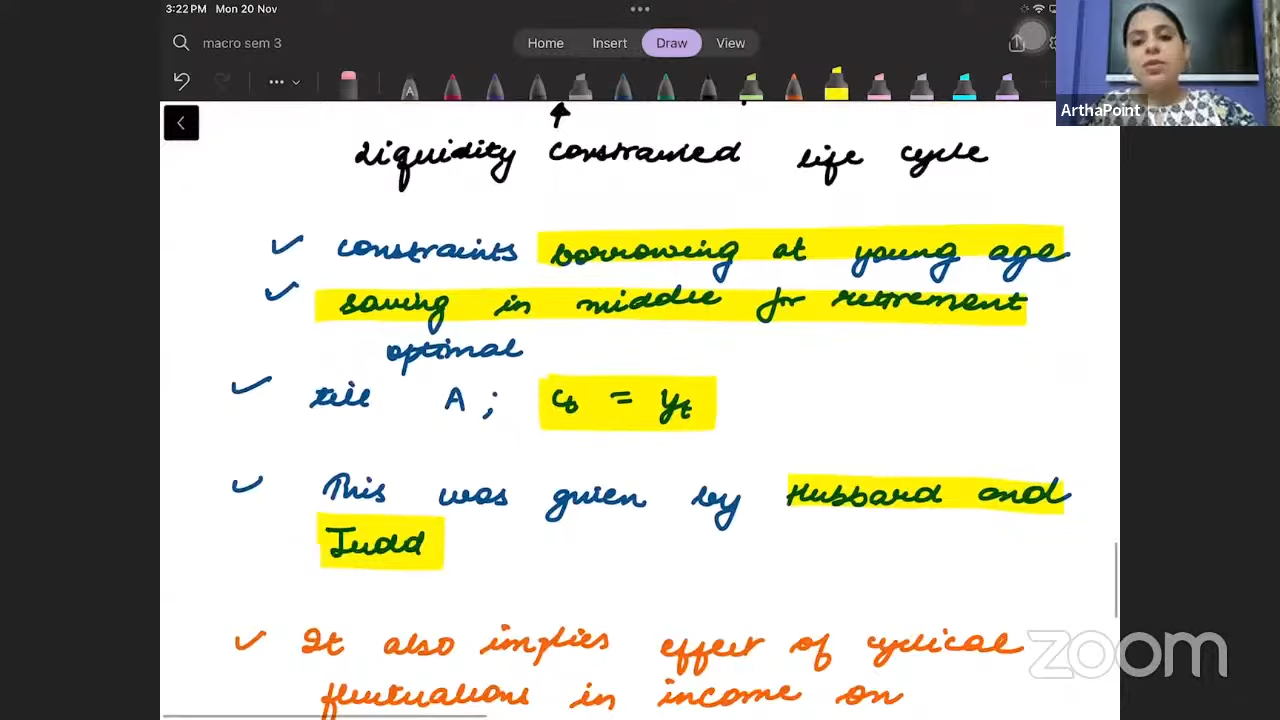 3:22 PM Mon 20 Nov
macro sem 3
Home Insert Draw View
A
ArthaPoint
Liquidity constrained life cycle
constraints borrowing at young age
saving in middle for retirement
optimal
till A ; ct = yt
This was given by Hubbard and
Judd
It also implies effect of cyclical
fluctuations in income on
zoom